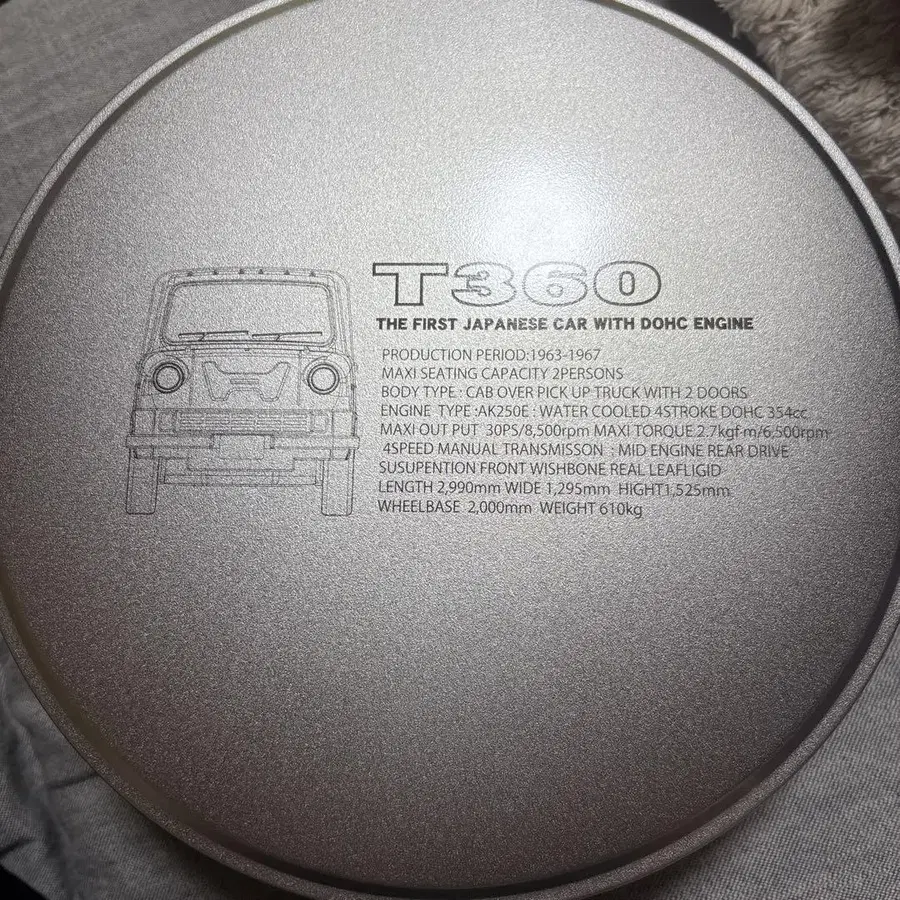 T360
THE FIRST JAPANESE CAR WITH DOHC ENGINE
PRODUCTION PERIOD:1963-1967
MAXI SEATING CAPACITY 2PERSONS
BODY TYPE : CAB OVER PICK UP TRUCK WITH 2 DOORS
ENGINE TYPE :AK250E : WATER COOLED 4STROKE DOHC 354cc
MAXI OUT PUT 30PS/8,500rpm MAXI TORQUE 2.7kgf·m/6,500rpm
4SPEED MANUAL TRANSMISSON : MID ENGINE REAR DRIVE
SUSUPENTION FRONT WISHBONE REAL LEAFLIGID
LENGTH 2,990mm WIDE 1,295mm HIGHT1,525mm
WHEELBASE 2,000mm WEIGHT 610kg